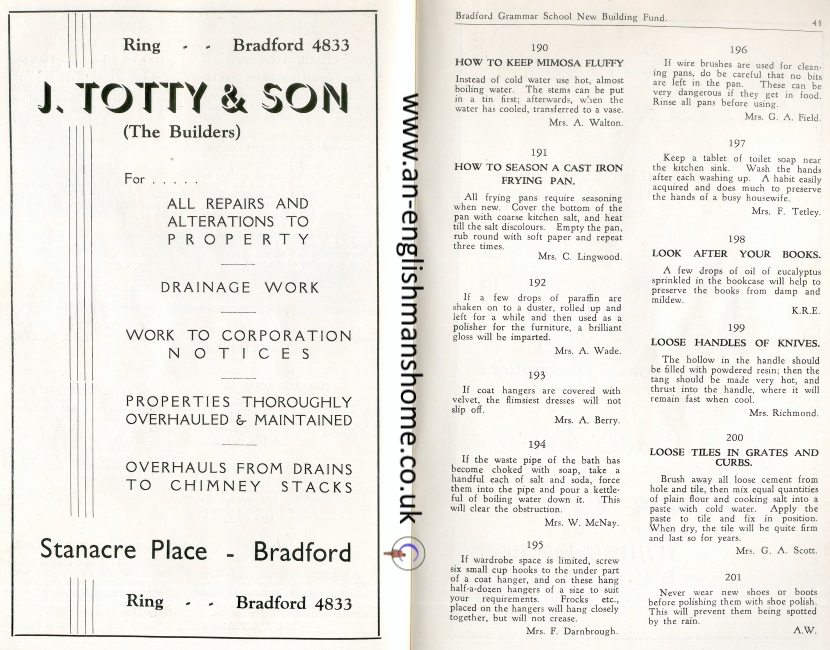 Ring - - Bradford 4833
J. TOTTY & SON
(The Builders)
For . . . . .
ALL REPAIRS AND
ALTERATIONS TO
PROPERTY
DRAINAGE WORK
WORK TO CORPORATION
NOTICES
PROPERTIES THOROUGHLY
OVERHAULED & MAINTAINED
OVERHAULS FROM DRAINS
TO CHIMNEY STACKS
Stanacre Place - Bradford
Ring - - Bradford 4833
www.an-englishmanshome.co.uk
Bradford Grammar School New Building Fund. 45
190
HOW TO KEEP MIMOSA FLUFFY
Instead of cold water use hot, almost
boiling water. The stems can be put
in a tin first; afterwards, when the
water has cooled, transferred to a vase.
Mrs. A. Walton.
191
HOW TO SEASON A CAST IRON
FRYING PAN.
All frying pans require seasoning
when new. Cover the bottom of the
pan with coarse kitchen salt, and heat
till the salt discolours. Empty the pan,
rub round with soft paper and repeat
three times.
Mrs. C. Lingwood.
192
If a few drops of paraffin are
shaken on to a duster, rolled up and
left for a while and then used as a
polisher for the furniture, a brilliant
gloss will be imparted.
Mrs. A. Wade.
193
If coat hangers are covered with
velvet, the flimsiest dresses will not
slip off.
Mrs. A. Berry.
194
If the waste pipe of the bath has
become choked with soap, take a
handful each of salt and soda, force
them into the pipe and pour a kettle-
ful of boiling water down it. This
will clear the obstruction.
Mrs. W. McNay.
195
If wardrobe space is limited, screw
six small cup hooks to the under part
of a coat hanger, and on these hang
half-a-dozen hangers of a size to suit
your requirements. Frocks etc.,
placed on the hangers will hang closely
together, but will not crease.
Mrs. F. Darnbrough.
196
If wire brushes are used for clean-
ing pans, do be careful that no bits
are left in the pan. These can be
very dangerous if they get in food.
Rinse all pans before using.
Mrs. G. A. Field.
197
Keep a tablet of toilet soap near
the kitchen sink. Wash the hands
after each washing up. A habit easily
acquired and does much to preserve
the hands of a busy housewife.
Mrs. F. Tetley.
198
LOOK AFTER YOUR BOOKS.
A few drops of oil of eucalyptus
sprinkled in the bookcase will help to
preserve the books from damp and
mildew.
K.R.E.
199
LOOSE HANDLES OF KNIVES.
The hollow in the handle should
be filled with powdered resin; then the
tang should be made very hot, and
thrust into the handle, where it will
remain fast when cool.
Mrs. Richmond.
200
LOOSE TILES IN GRATES AND
CURBS.
Brush away all loose cement from
hole and tile, then mix equal quantities
of plain flour and cooking salt into a
paste with cold water. Apply the
paste to tile and fix in position.
When dry, the tile will be quite firm
and last so for years.
Mrs. G. A. Scott.
201
Never wear new shoes or boots
before polishing them with shoe polish.
This will prevent them being spotted
by the rain.
A.W.